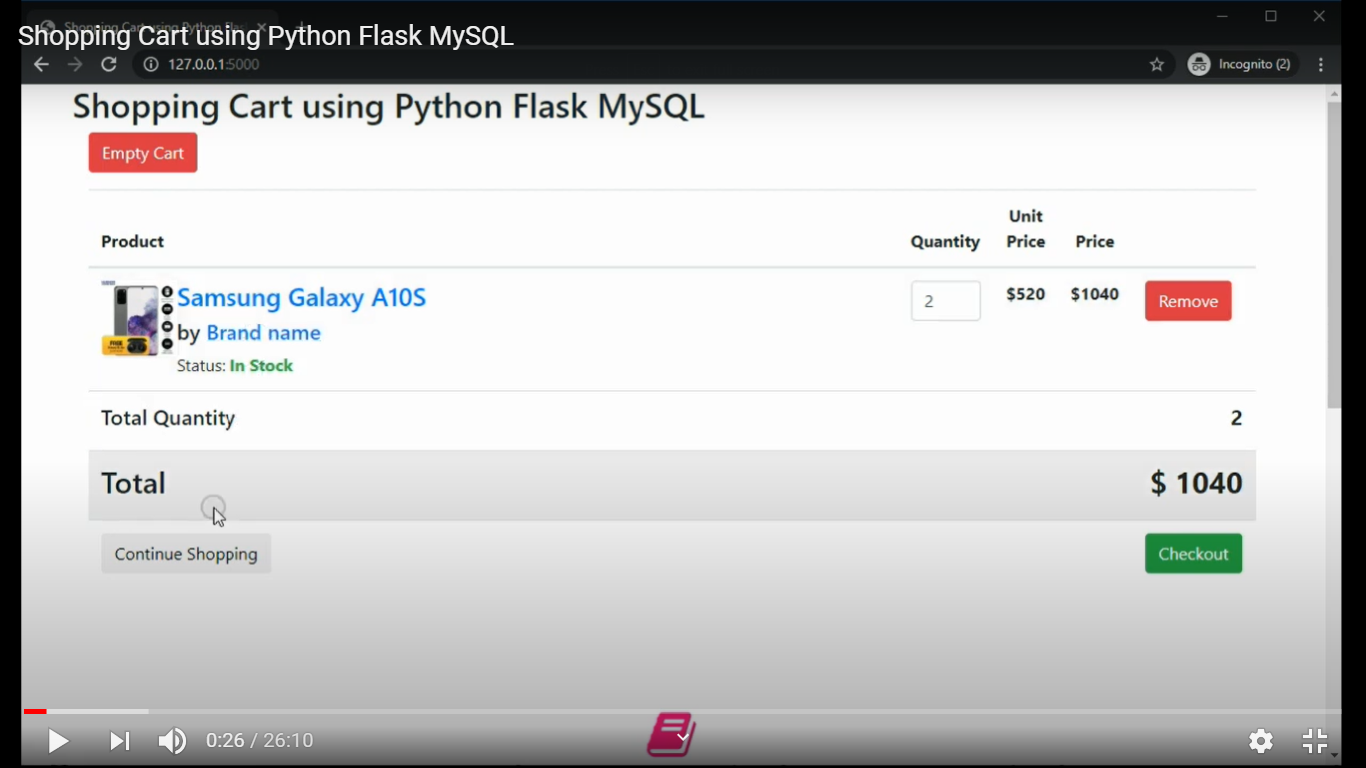 Shopping Cart using Python Flask MySQL
127.0.0.1:5000
Incognito (2)
Shopping Cart using Python Flask MySQL
Empty Cart
Product
Quantity
Unit
Price
Price
Samsung Galaxy A10S
by Brand name
Status: In Stock
2
$520
$1040
Remove
Total Quantity
2
Total
$ 1040
Continue Shopping
Checkout
0:26 / 26:10